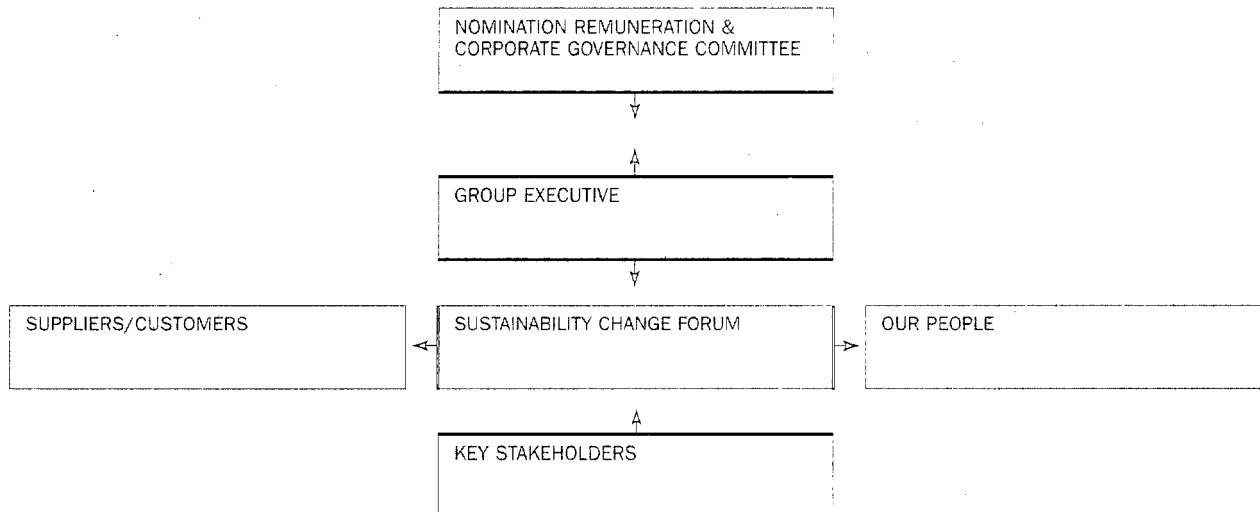 NOMINATION REMUNERATION &
CORPORATE GOVERNANCE COMMITTEE
GROUP EXECUTIVE
SUPPLIERS/CUSTOMERS
SUSTAINABILITY CHANGE FORUM
OUR PEOPLE
KEY STAKEHOLDERS